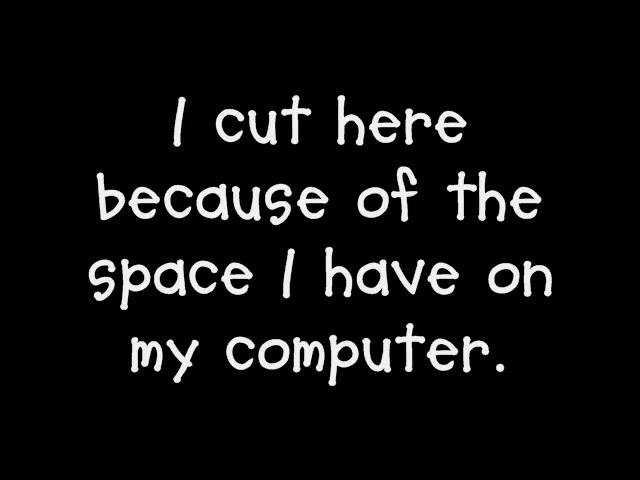 I cut here
because of the
space I have on
my computer.